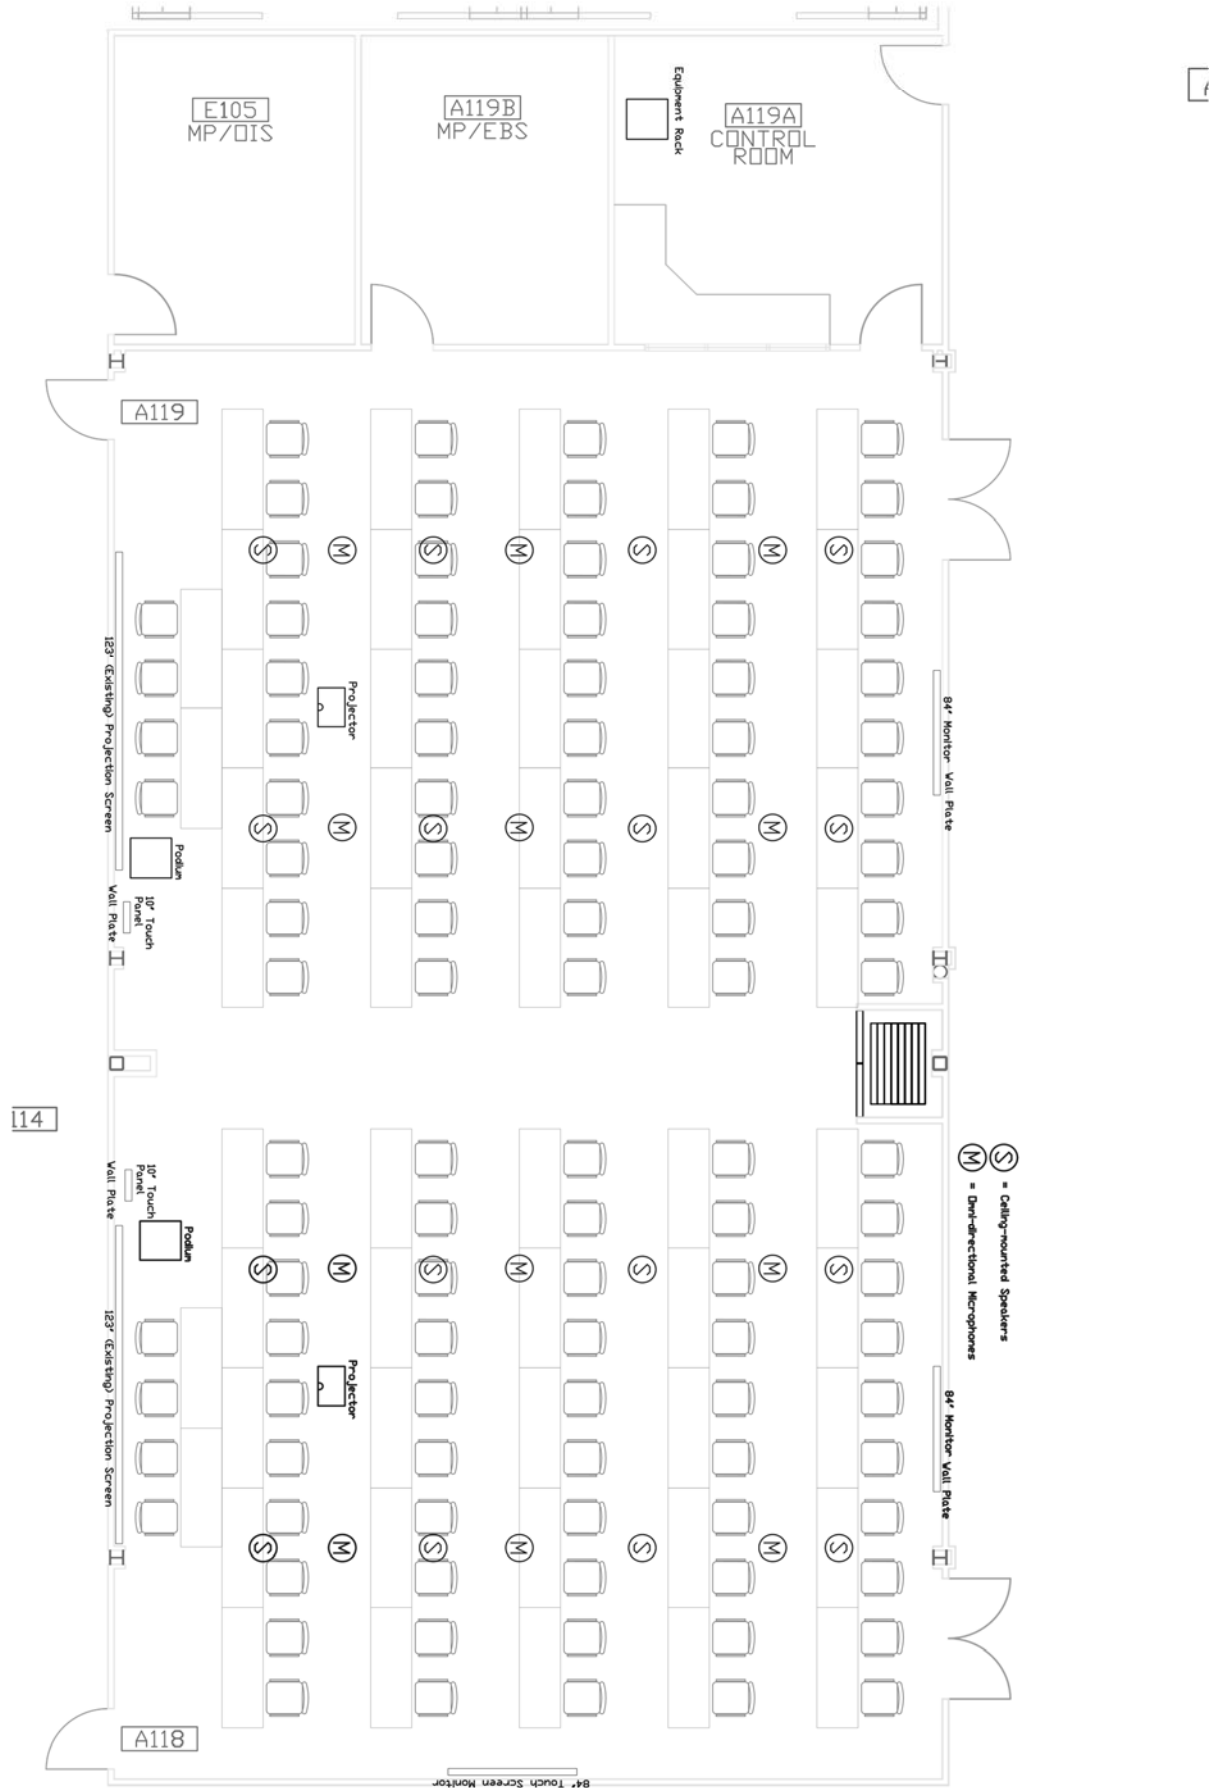 E105
MP/OIS
A119B
MP/EBS
Equipment Rack
A119A
CONTROL
ROOM
A119
S
M
S
M
S
M
S
123" (Existing) Projection Screen
Projector
84" Monitor Wall Plate
S
M
S
M
S
M
S
Podium
10" Touch
Panel
Wall Plate
114
10" Touch
Panel
Wall Plate
Podium
S = Ceiling-mounted Speakers
M = Omni-directional Microphones
S
M
S
M
S
M
S
123" (Existing) Projection Screen
Projector
84" Monitor Wall Plate
S
M
S
M
S
M
S
A118
84" Touch Screen Monitor